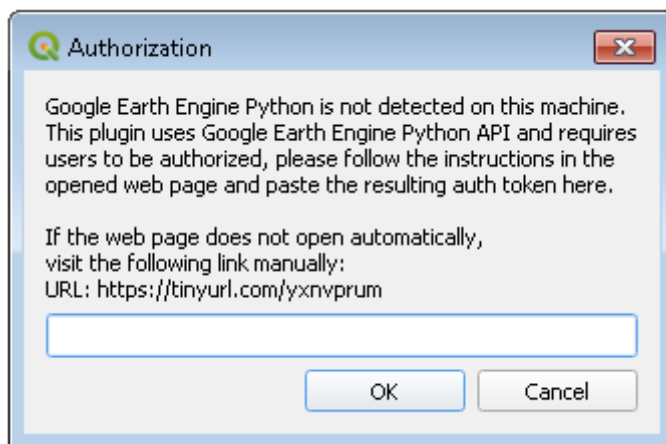 Authorization
Google Earth Engine Python is not detected on this machine.
This plugin uses Google Earth Engine Python API and requires
users to be authorized, please follow the instructions in the
opened web page and paste the resulting auth token here.
If the web page does not open automatically,
visit the following link manually:
URL: https://tinyurl.com/yxnvprum
OK
Cancel